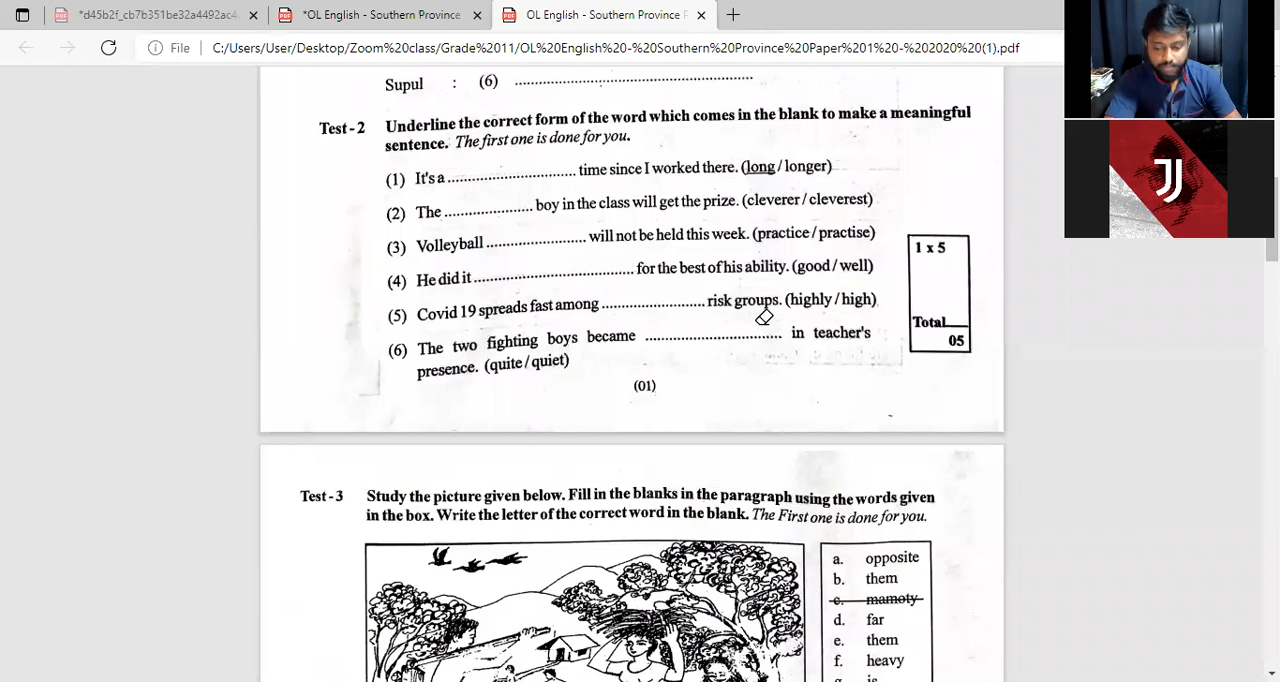 *d45b2f_cb7b351be32a4492ac4
*OL English - Southern Province
OL English - Southern Province P
File
C:/Users/User/Desktop/Zoom%20class/Grade%2011/OL%20English%20-%20Southern%20Province%20Paper%201%20-%202020%20(1).pdf
Supul : (6) ................................................................
Test - 2 Underline the correct form of the word which comes in the blank to make a meaningful
sentence. The first one is done for you.
(1) It's a ................................ time since I worked there. (long / longer)
(2) The ...................... boy in the class will get the prize. (cleverer / cleverest)
(3) Volleyball ......................... will not be held this week. (practice / practise)
(4) He did it ........................................ for the best of his ability. (good / well)
(5) Covid 19 spreads fast among .......................... risk groups. (highly / high)
(6) The two fighting boys became .................................. in teacher's
presence. (quite / quiet)
1 x 5
Total
05
(01)
Test - 3 Study the picture given below. Fill in the blanks in the paragraph using the words given
in the box. Write the letter of the correct word in the blank. The First one is done for you.
a. opposite
b. them
c. mamoty
d. far
e. them
f. heavy
g. is